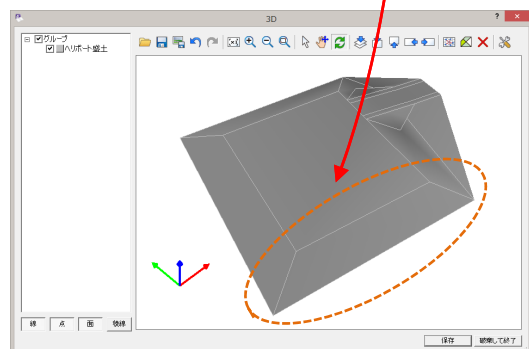 3D
? ×
グループ
ヘリポート盛土
線 点 面 稜線
保存 破棄して終了